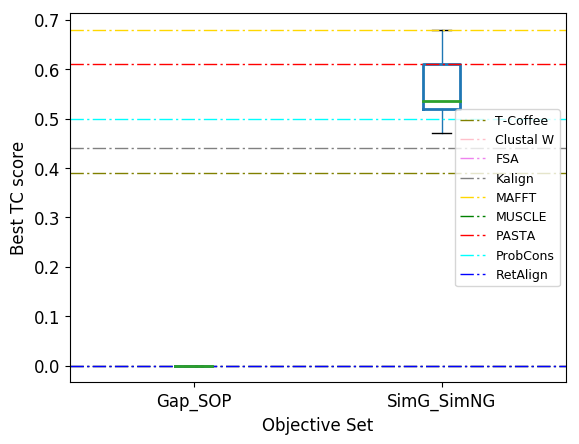 0.7
0.6
0.5
0.4
0.3
0.2
0.1
0.0
Best TC score
T-Coffee
Clustal W
FSA
Kalign
MAFFT
MUSCLE
PASTA
ProbCons
RetAlign
Gap_SOP
SimG_SimNG
Objective Set